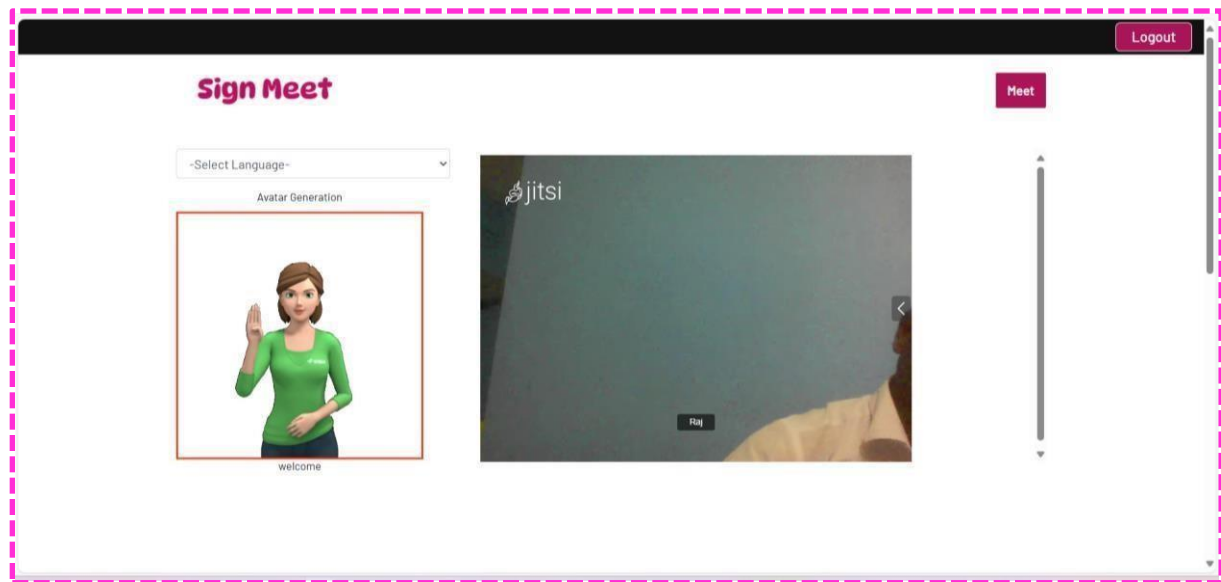 Logout
Sign Meet
Meet
-Select Language-
Avatar Generation
jitsi
Raj
welcome